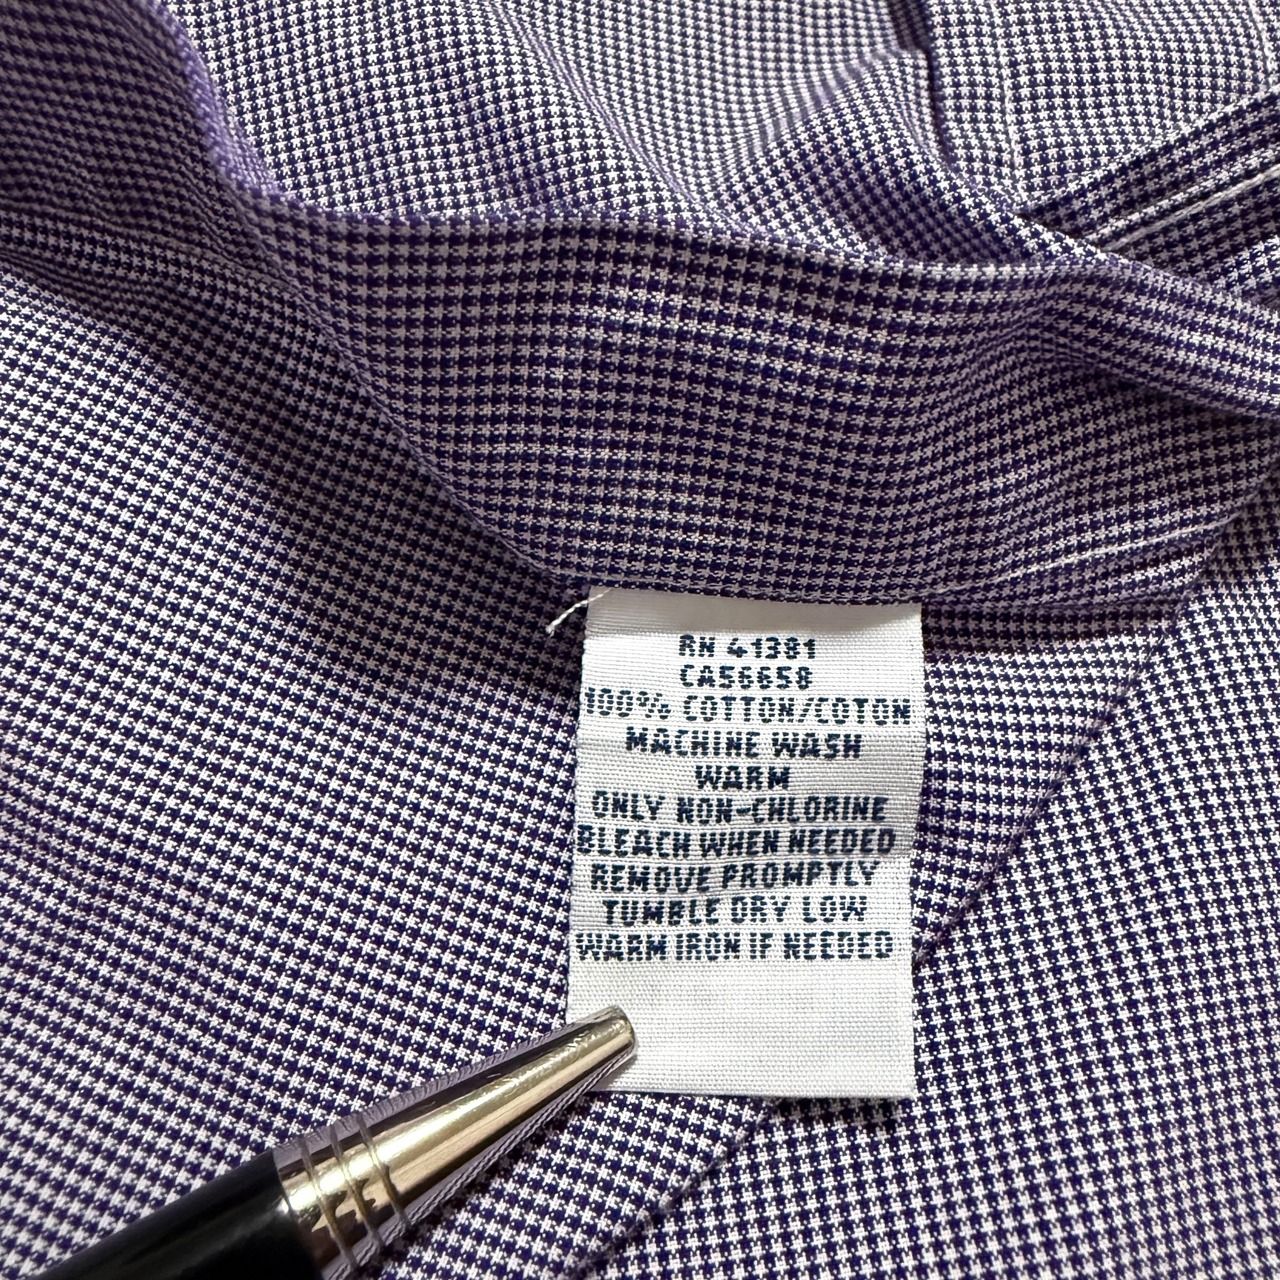 RN 41381
CA56658
100% COTTON/COTON
MACHINE WASH
WARM
ONLY NON-CHLORINE
BLEACH WHEN NEEDED
REMOVE PROMPTLY
TUMBLE DRY LOW
WARM IRON IF NEEDED